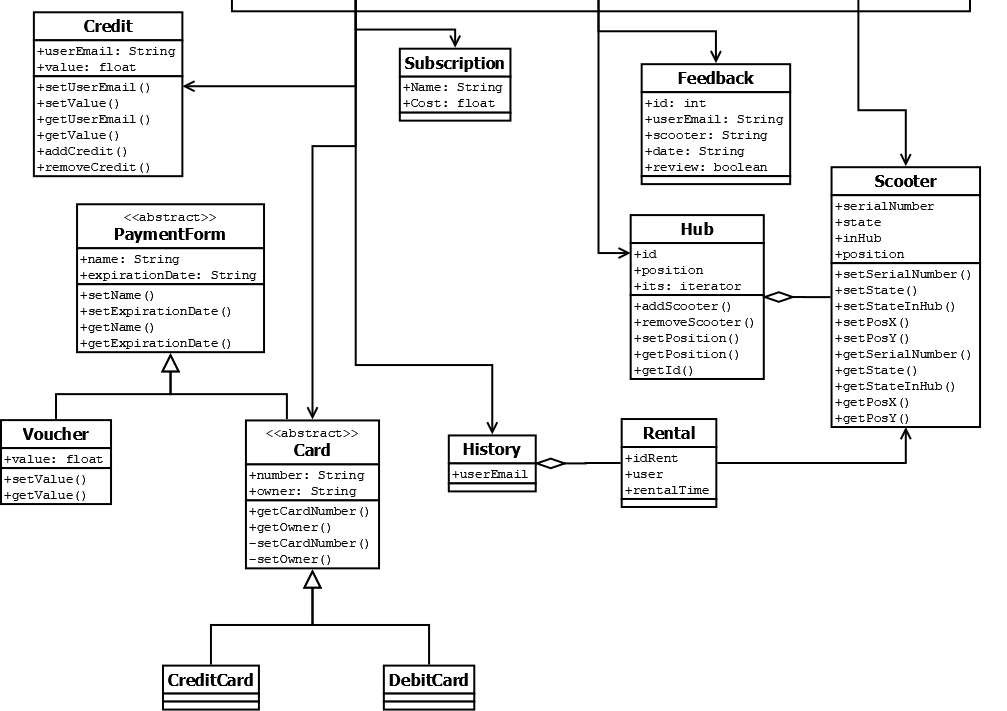 Credit
+userEmail: String
+value: float
+setUserEmail()
+setValue()
+getUserEmail()
+getValue()
+addCredit()
+removeCredit()
Subscription
+Name: String
+Cost: float
Feedback
+id: int
+userEmail: String
+scooter: String
+date: String
+review: boolean
Scooter
+serialNumber
+state
+inHub
+position
+setSerialNumber()
+setState()
+setStateInHub()
+setPosX()
+setPosY()
+getSerialNumber()
+getState()
+getStateInHub()
+getPosX()
+getPosY()
<<abstract>>
PaymentForm
+name: String
+expirationDate: String
+setName()
+setExpirationDate()
+getName()
+getExpirationDate()
Hub
+id
+position
+its: iterator
+addScooter()
+removeScooter()
+setPosition()
+getPosition()
+getId()
Voucher
+value: float
+setValue()
+getValue()
<<abstract>>
Card
+number: String
+owner: String
+getCardNumber()
+getOwner()
-setCardNumber()
-setOwner()
History
+userEmail
Rental
+idRent
+user
+rentalTime
CreditCard
DebitCard